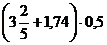 (3 2/5 + 1,74) · 0,5